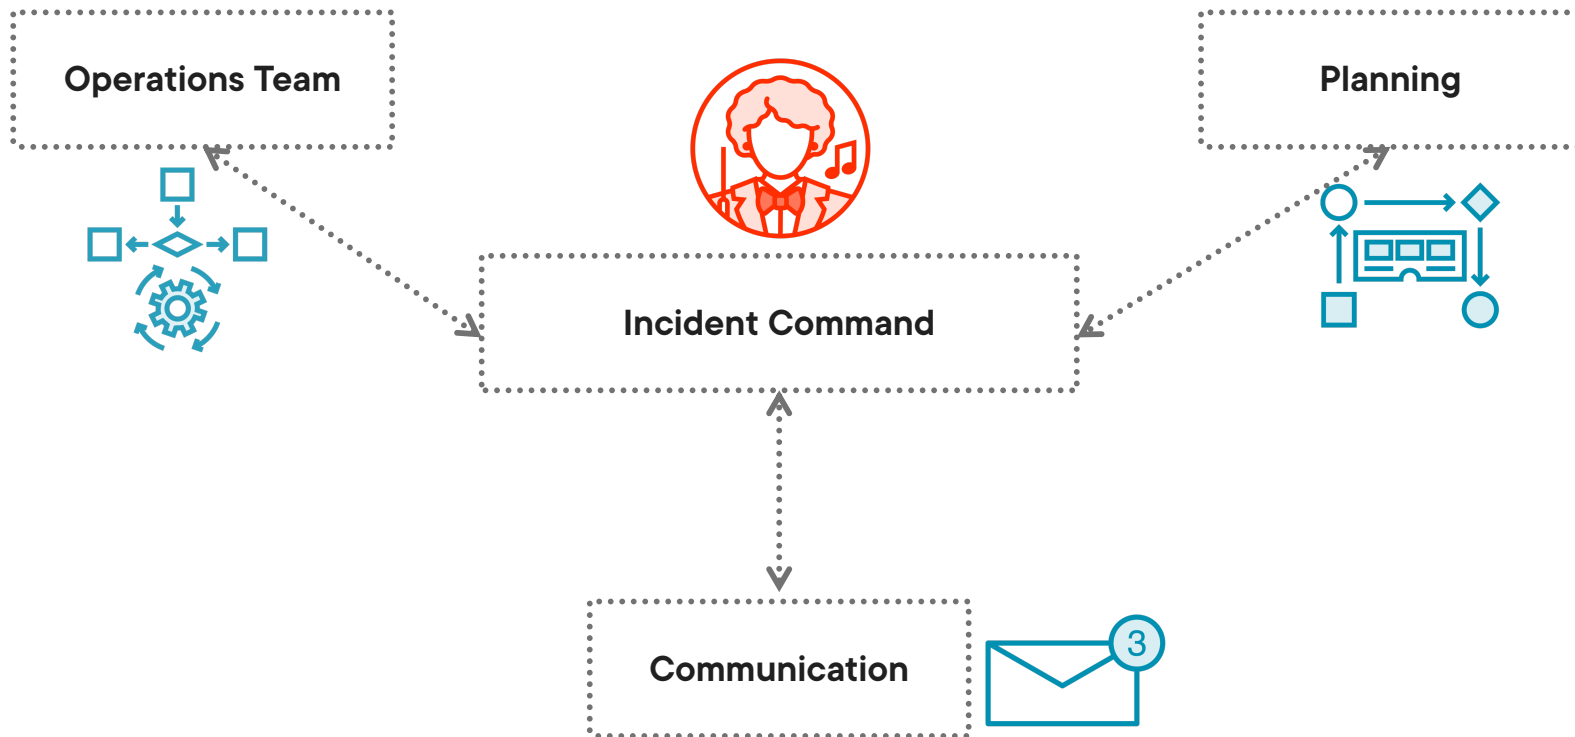 Operations Team
Planning
Incident Command
Communication
3